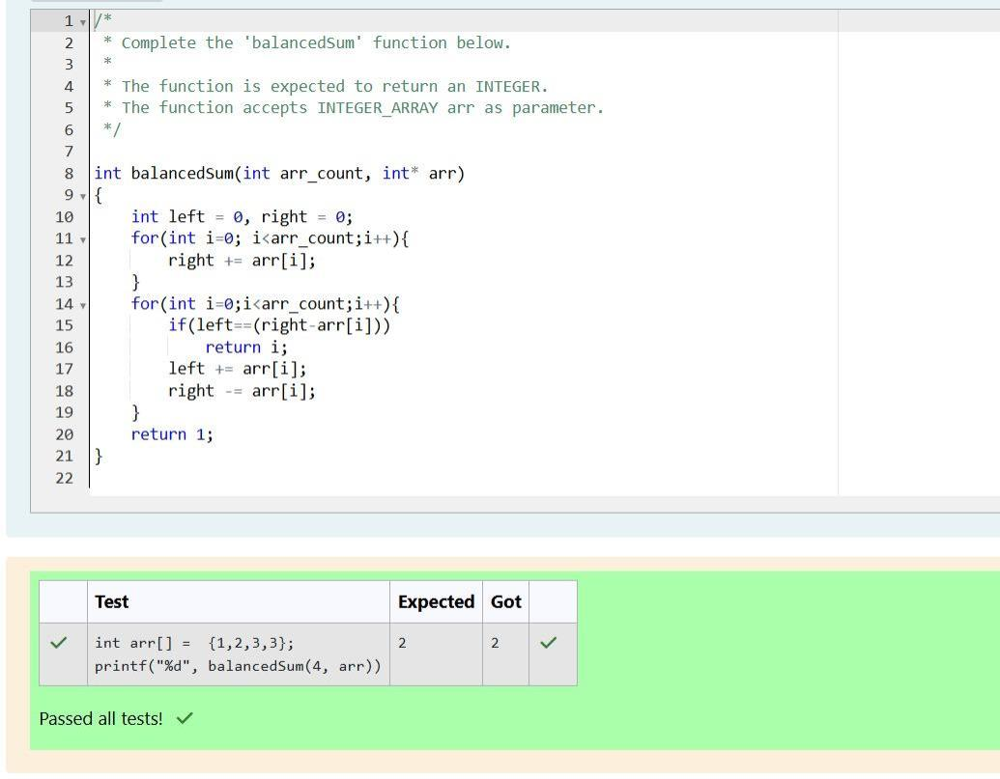 1 /*
2  * Complete the 'balancedSum' function below.
3  *
4  * The function is expected to return an INTEGER.
5  * The function accepts INTEGER_ARRAY arr as parameter.
6  */
7
8 int balancedSum(int arr_count, int* arr)
9 {
10     int left = 0, right = 0;
11     for(int i=0; i<arr_count;i++){
12         right += arr[i];
13     }
14     for(int i=0;i<arr_count;i++){
15         if(left==(right-arr[i]))
16             return i;
17         left += arr[i];
18         right -= arr[i];
19     }
20     return 1;
21 }
22
Test Expected Got
int arr[] =  {1,2,3,3}; 2 2
printf("%d", balancedSum(4, arr))
Passed all tests!